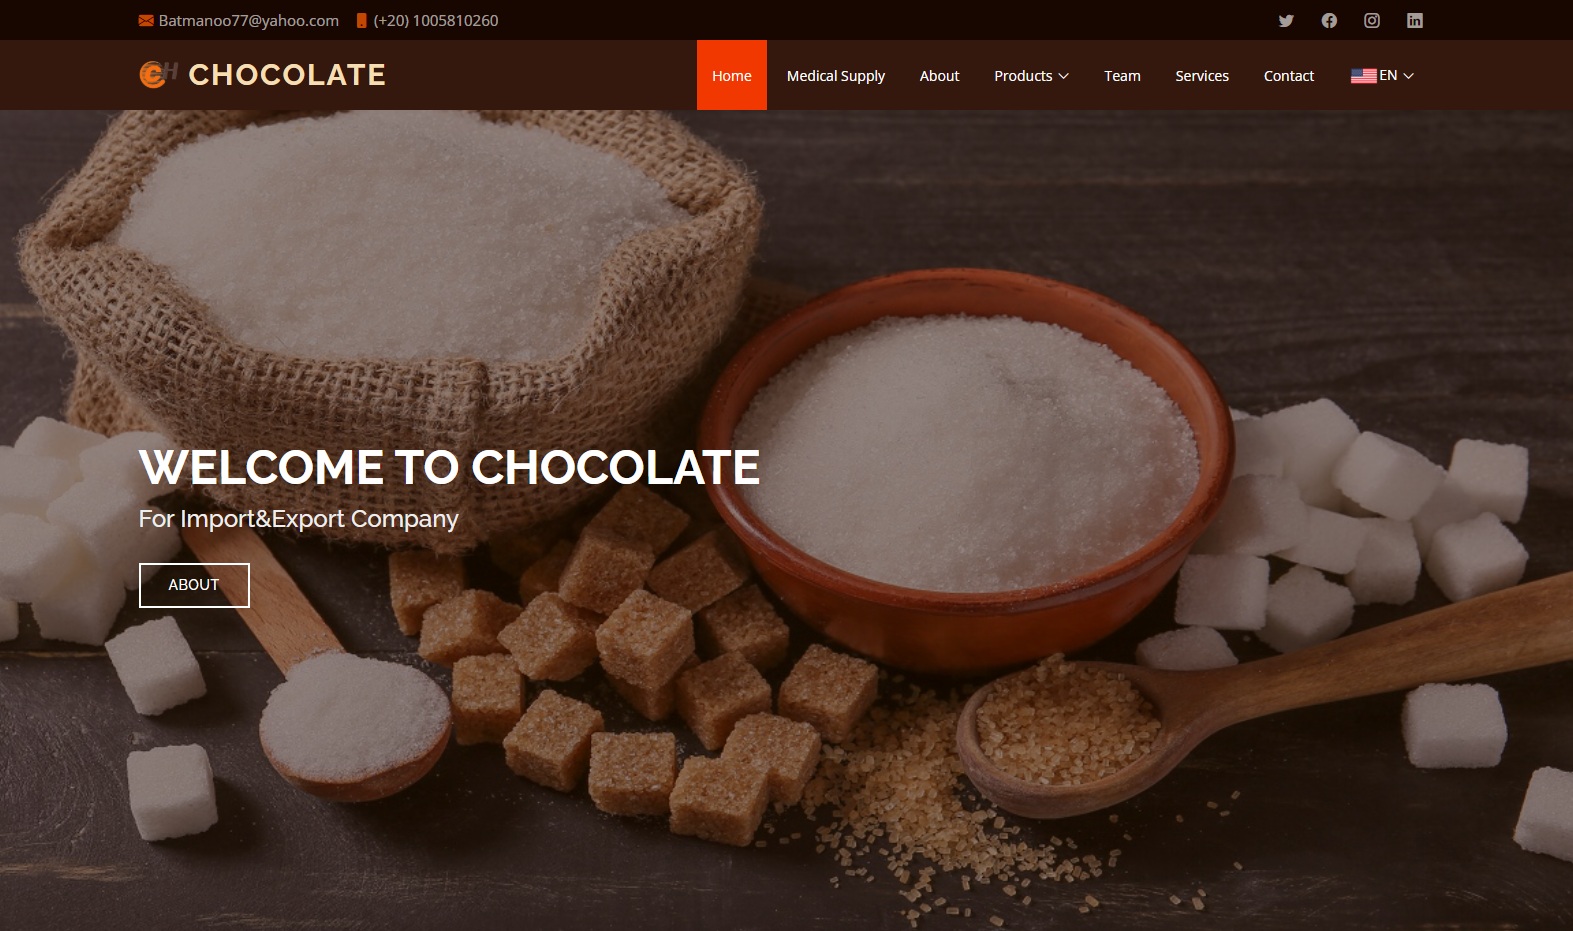 Batmanoo77@yahoo.com (+20) 1005810260
CH CHOCOLATE
Home Medical Supply About Products Team Services Contact EN
WELCOME TO CHOCOLATE
For Import&Export Company
ABOUT